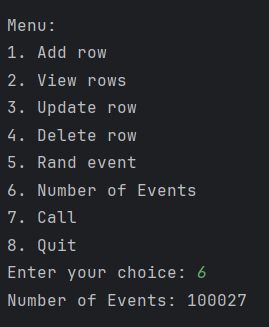 Menu:
1. Add row
2. View rows
3. Update row
4. Delete row
5. Rand event
6. Number of Events
7. Call
8. Quit
Enter your choice: 6
Number of Events: 100027